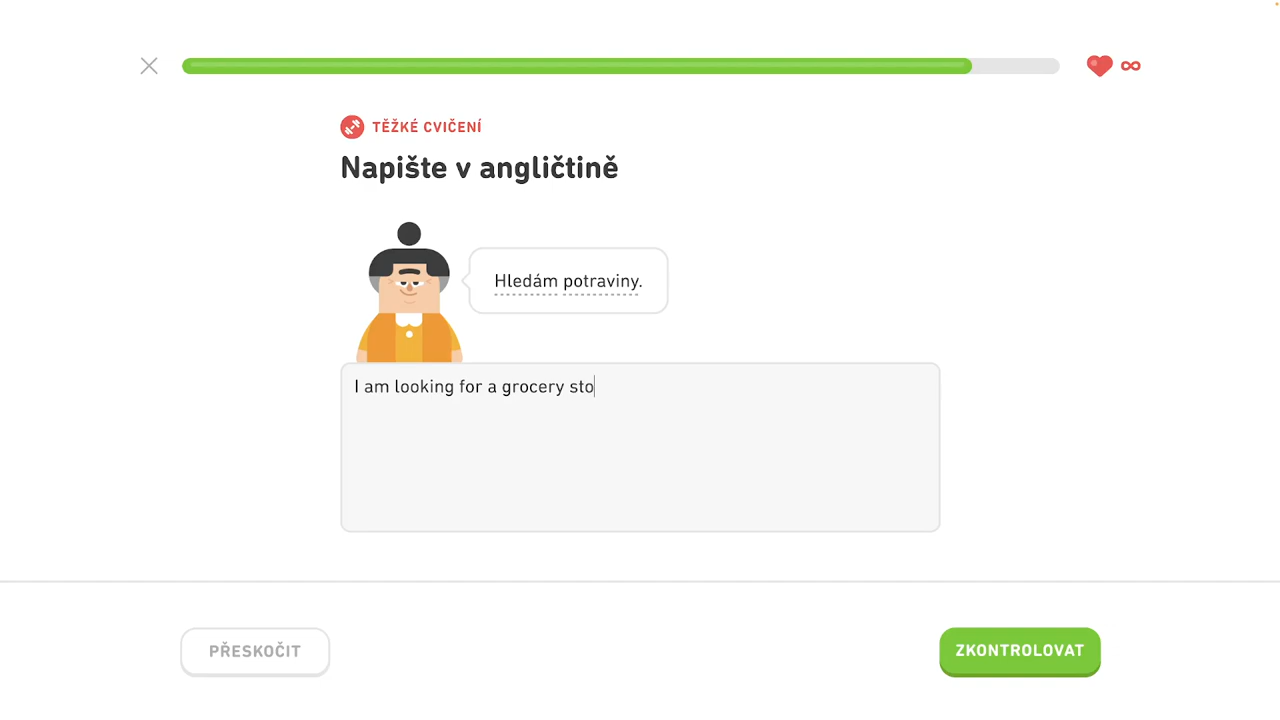 ∞
TĚŽKÉ CVIČENÍ
Napište v angličtině
Hledám potraviny.
I am looking for a grocery sto
PŘESKOČIT
ZKONTROLOVAT